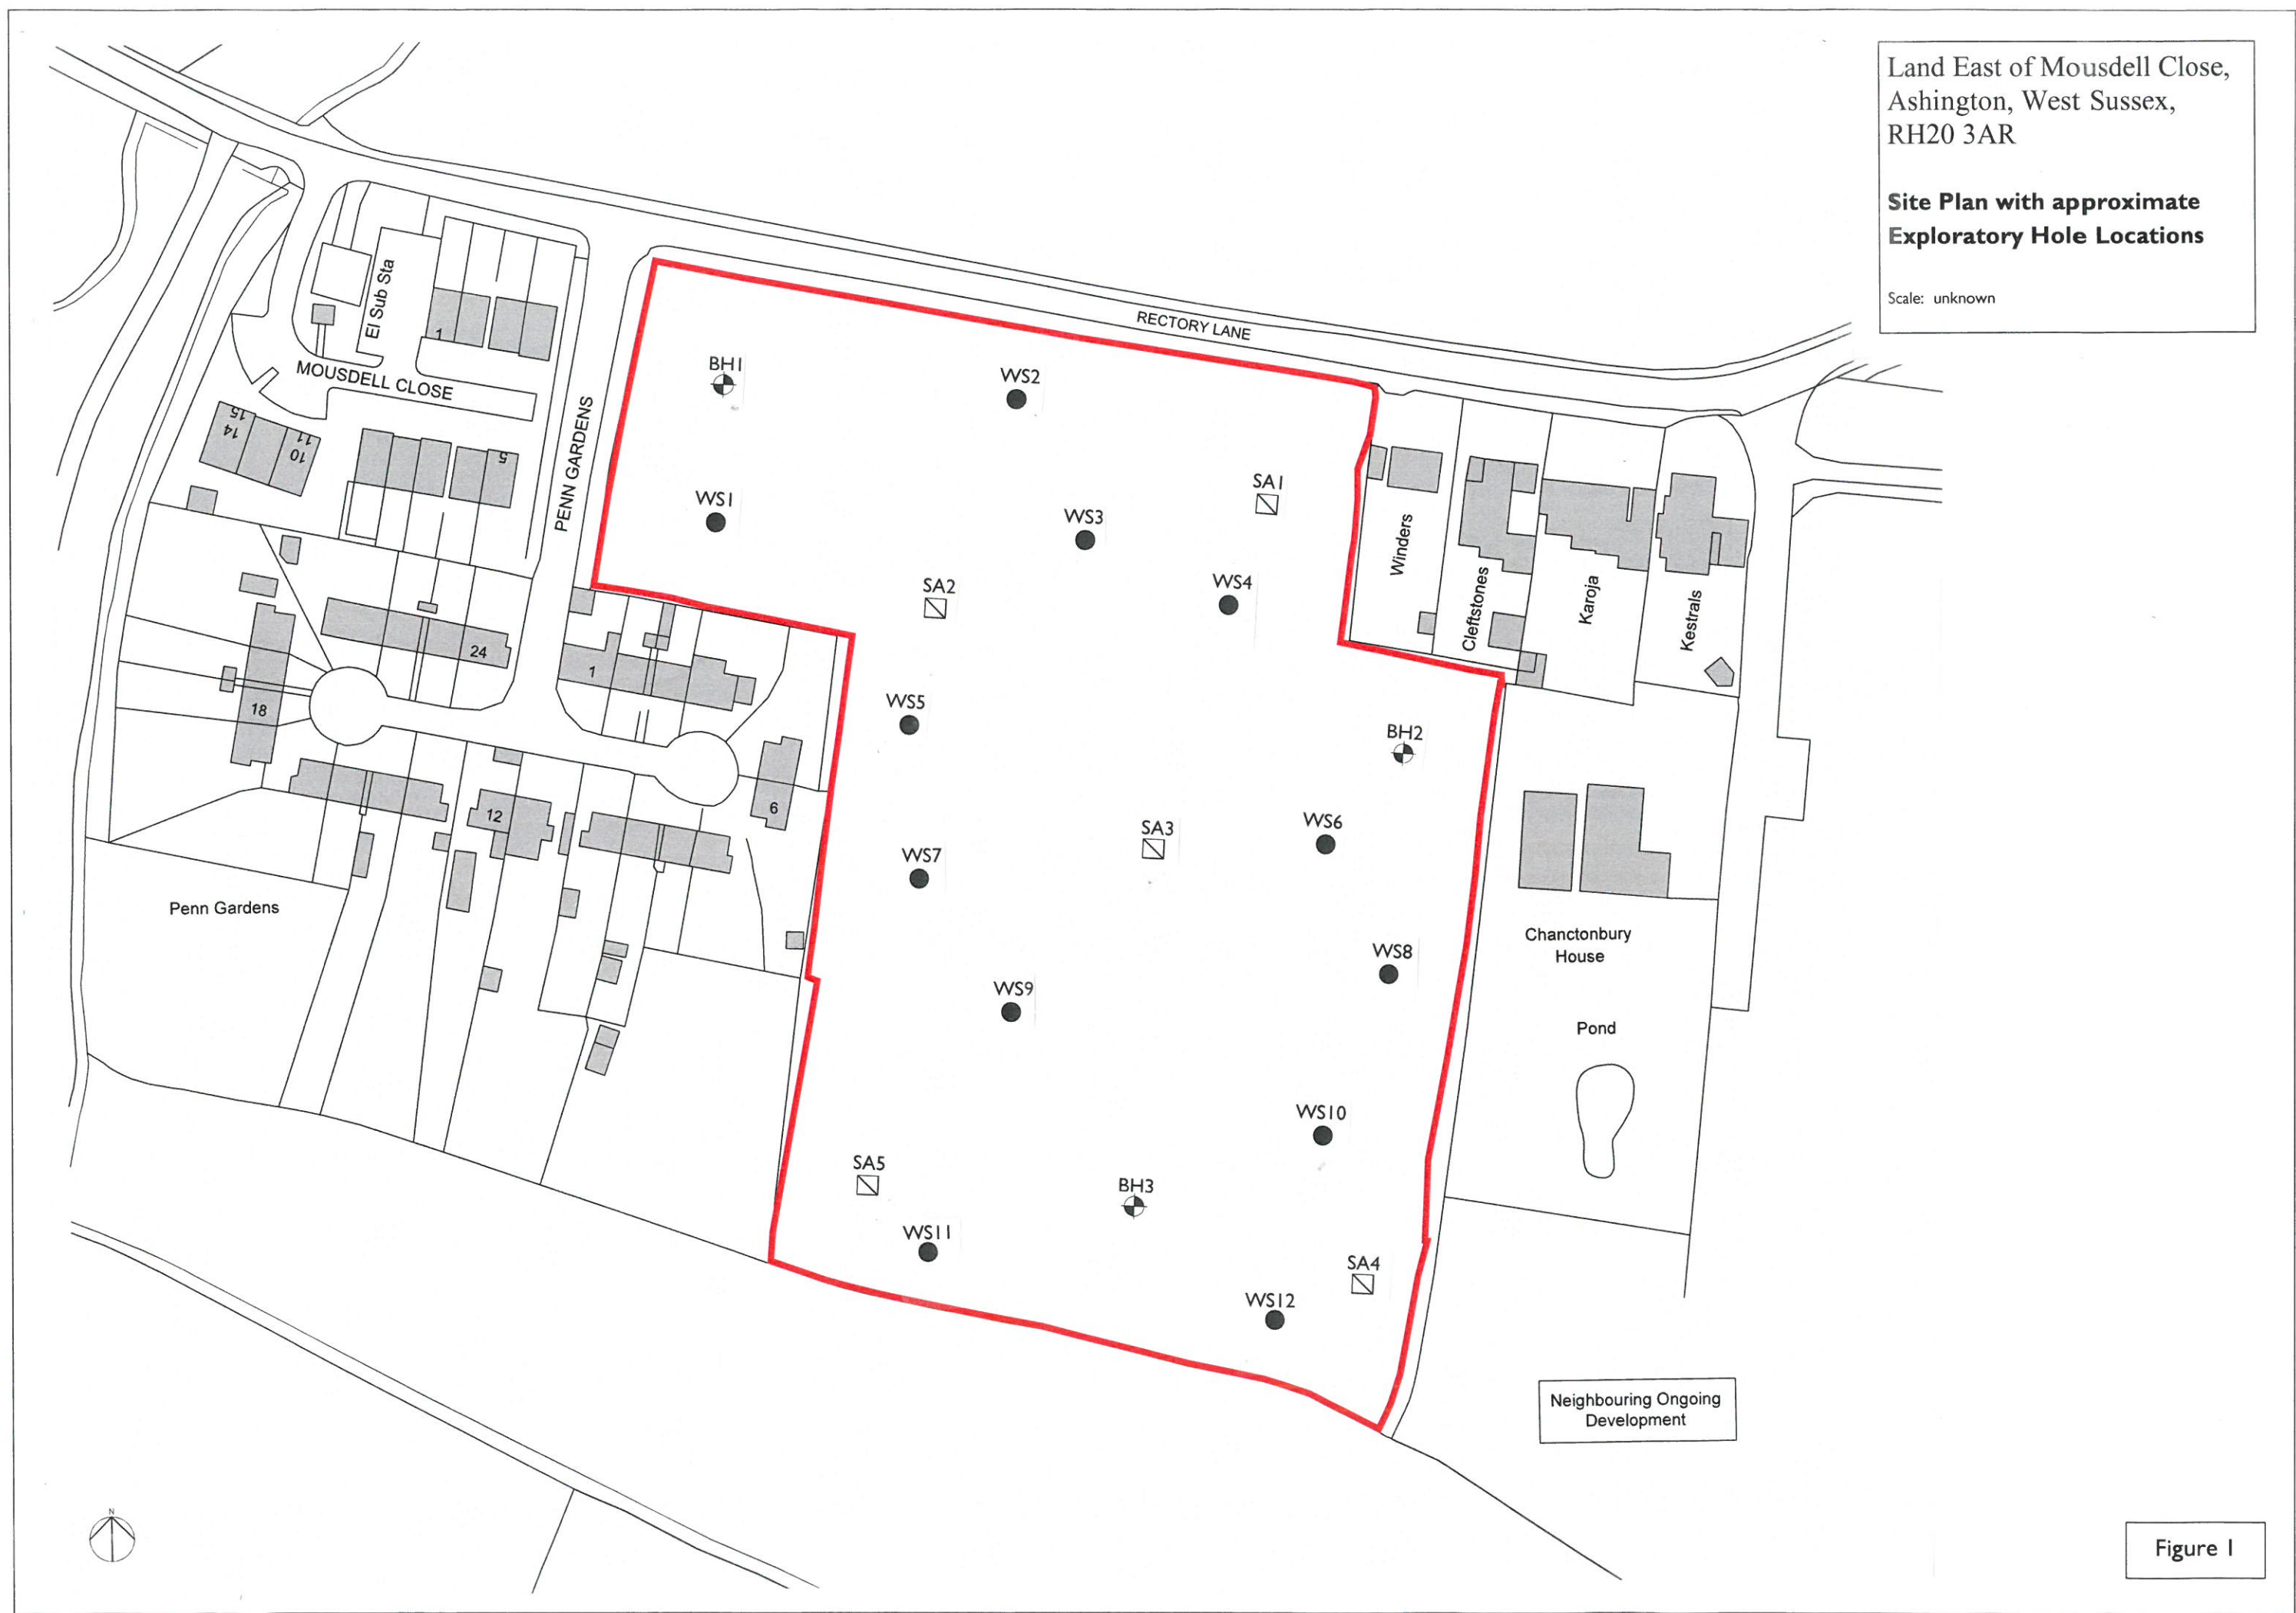 Land East of Mousdell Close,
Ashington, West Sussex,
RH20 3AR
Site Plan with approximate
Exploratory Hole Locations
Scale: unknown
RECTORY LANE
El Sub Sta
1
MOUSDELL CLOSE
PENN GARDENS
15
14
11
10
5
BH1
WS2
SA1
WS1
WS3
SA2
WS4
Winders
Cleftstones
Karoja
Kestrals
24
1
18
WS5
BH2
12
6
WS6
SA3
WS7
Penn Gardens
Chanctonbury
House
WS8
WS9
Pond
WS10
SA5
BH3
WS11
SA4
WS12
Neighbouring Ongoing
Development
N
Figure 1